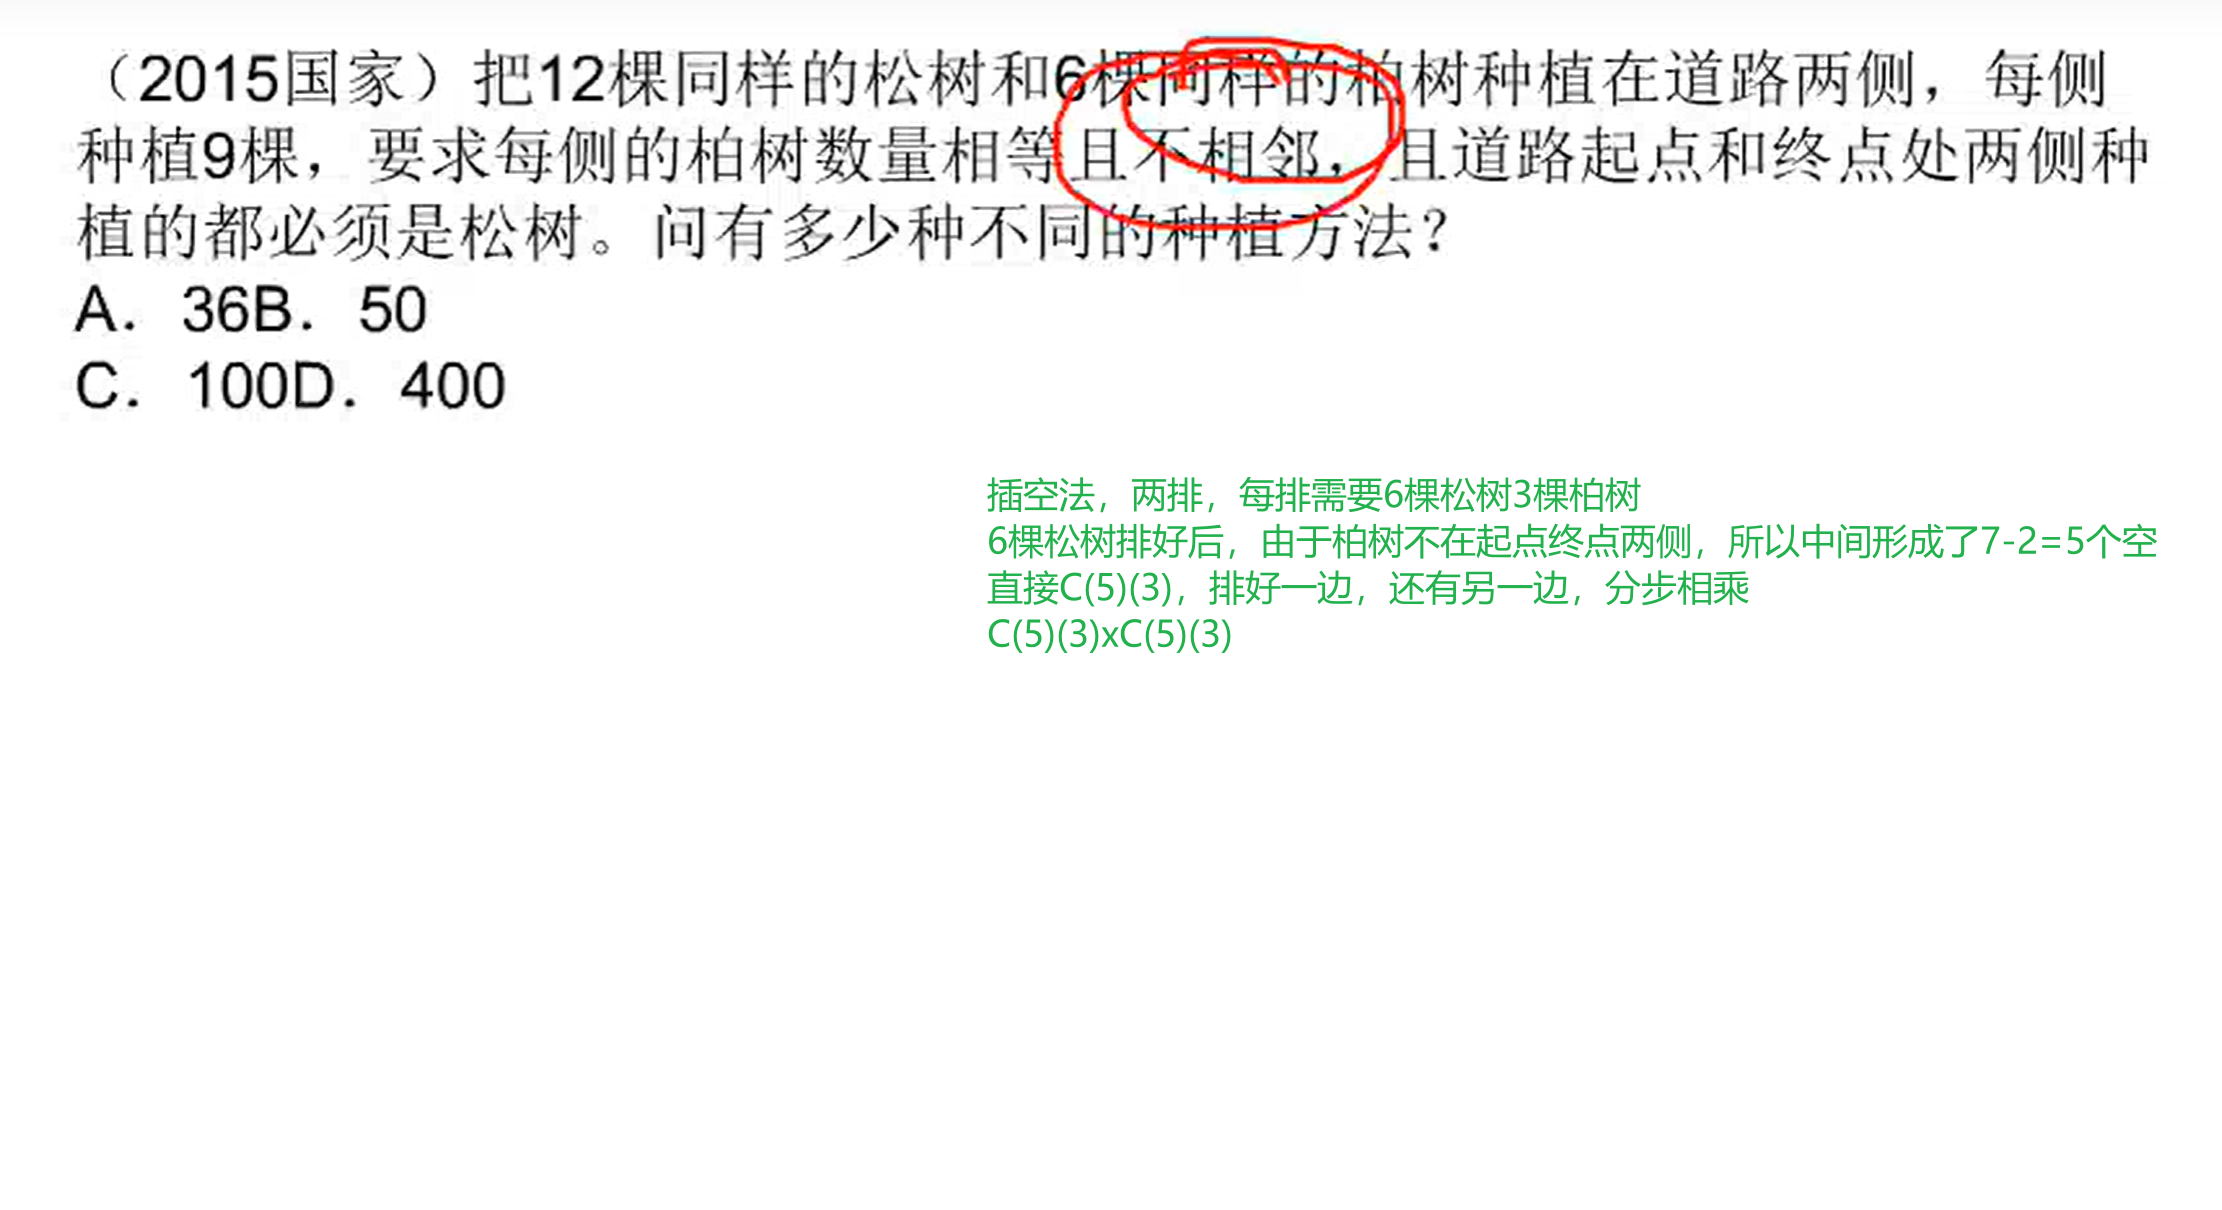 （2015国家）把12棵同样的松树和6棵同样的柏树种植在道路两侧，每侧
种植9棵，要求每侧的柏树数量相等且不相邻，且道路起点和终点处两侧种
植的都必须是松树。问有多少种不同的种植方法？
A．36B．50
C．100D．400
插空法，两排，每排需要6棵松树3棵柏树
6棵松树排好后，由于柏树不在起点终点两侧，所以中间形成了7-2=5个空
直接C(5)(3)，排好一边，还有另一边，分步相乘
C(5)(3)xC(5)(3)